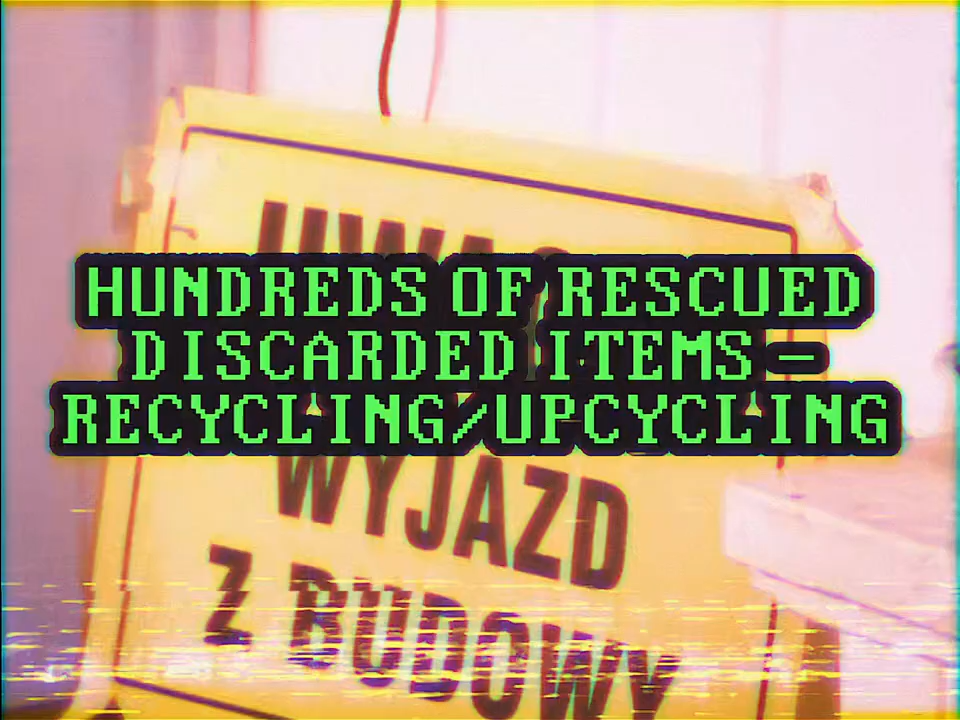 HUNDREDS OF RESCUED
DISCARDED ITEMS –
RECYCLING/UPCYCLING
WYJAZD
Z BUDOWY